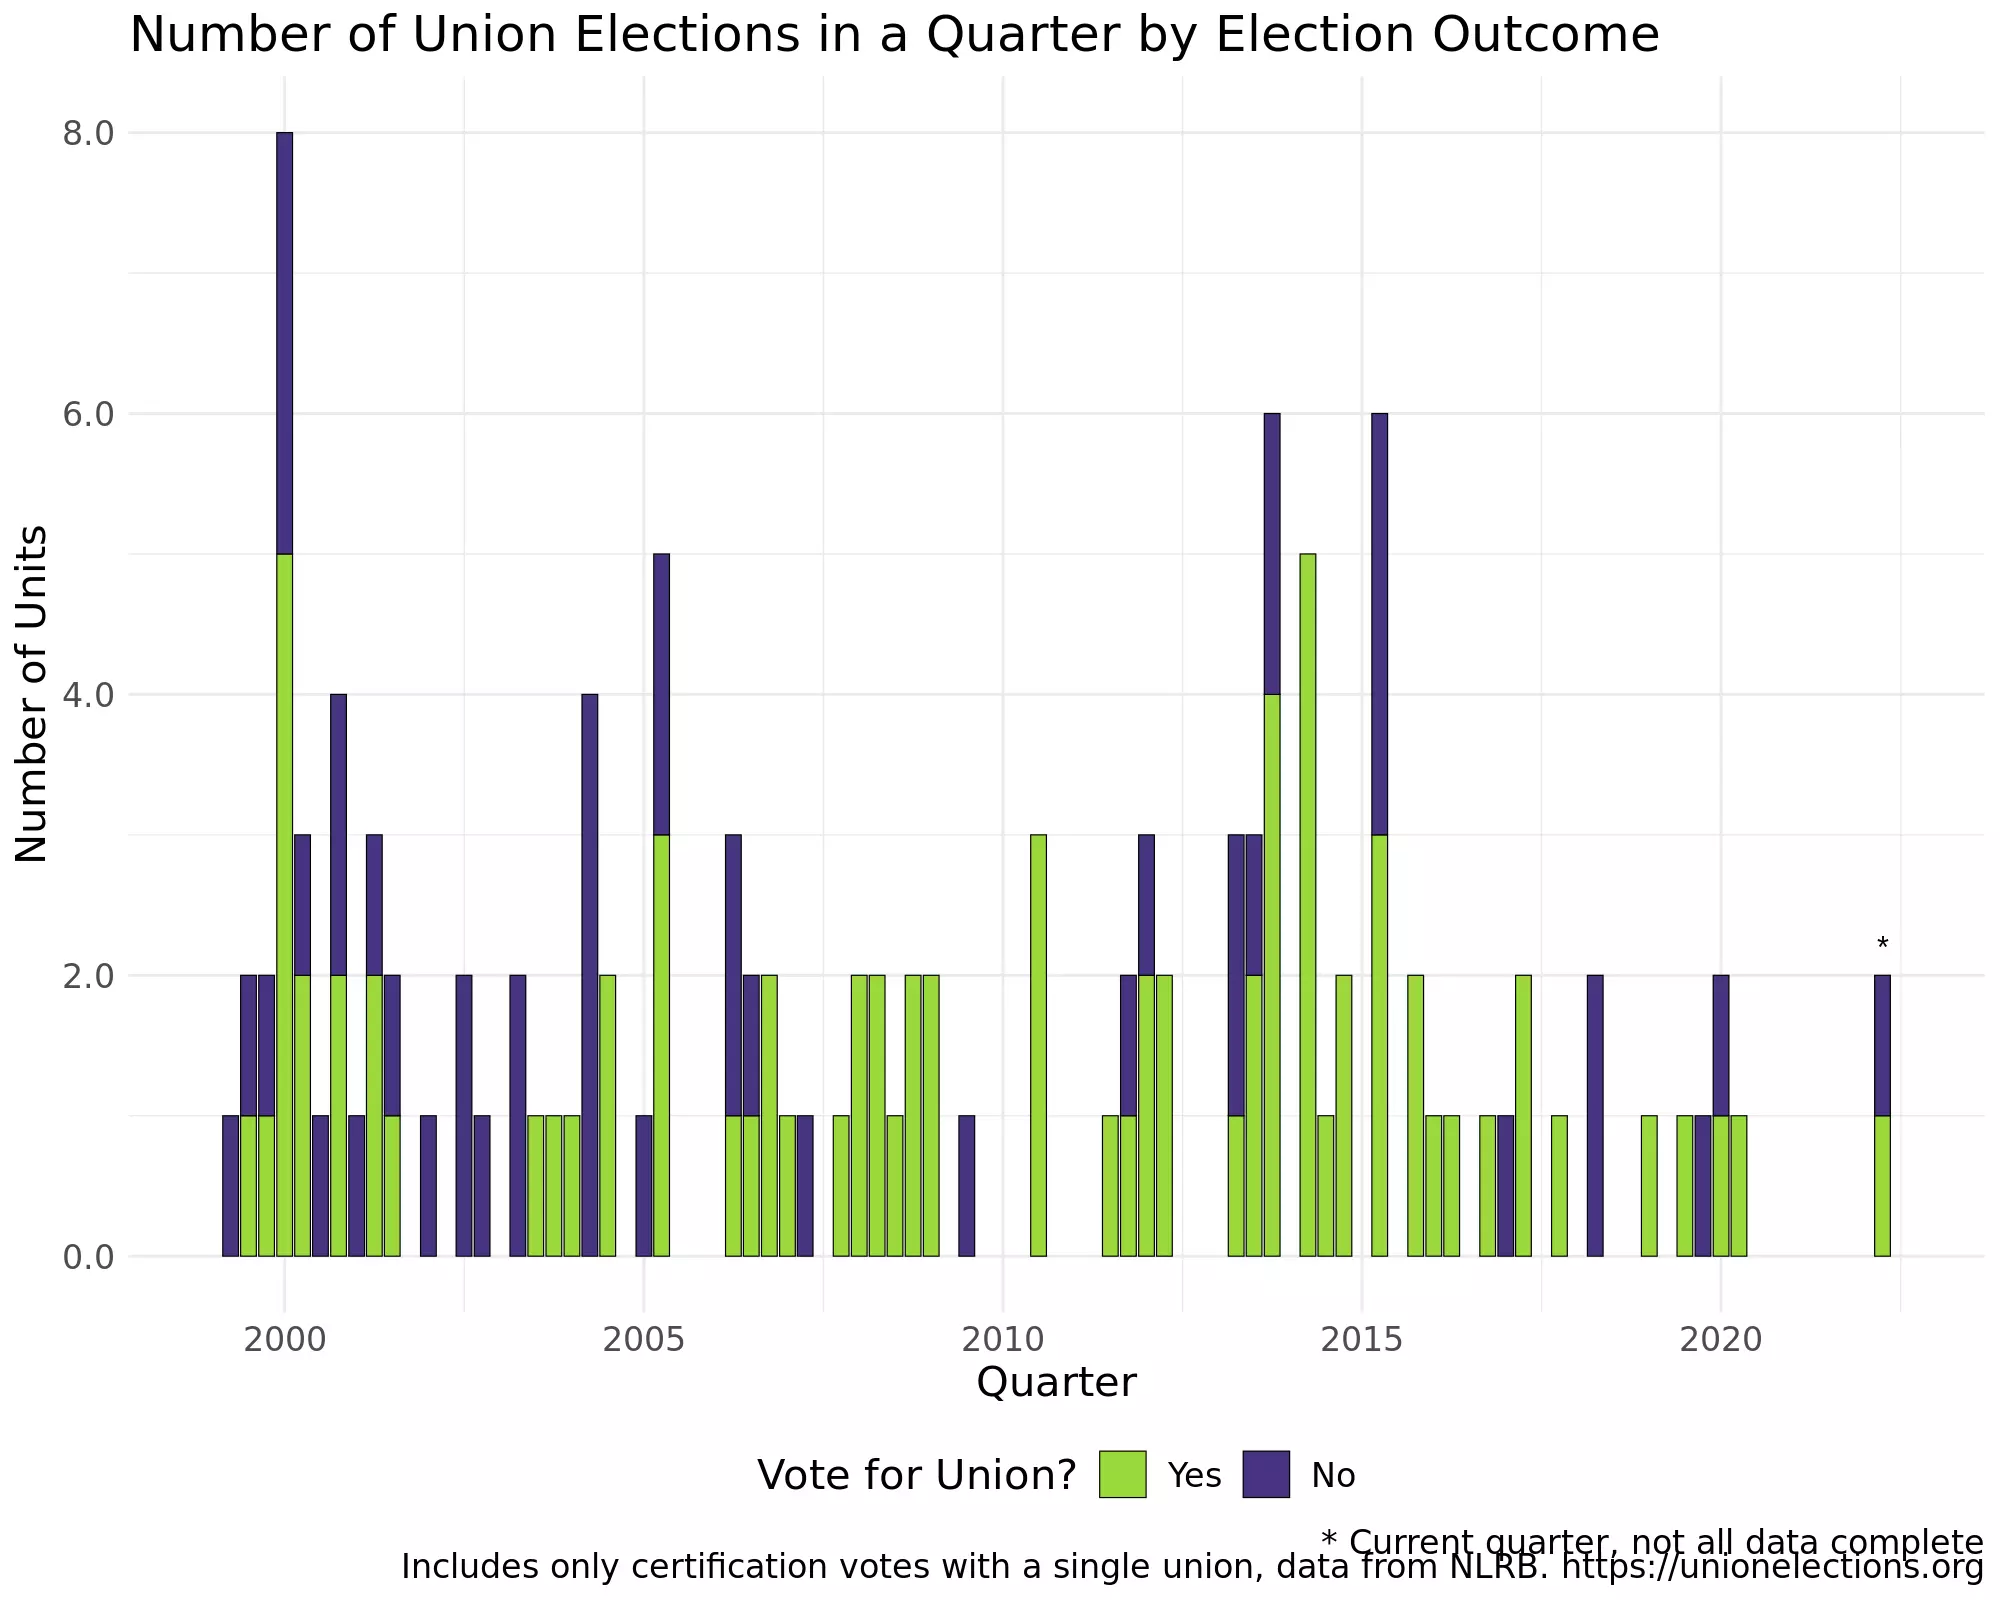 Number of Union Elections in a Quarter by Election Outcome
8.0
6.0
4.0
2.0
0.0
Number of Units
*
2000 2005 2010 2015 2020
Quarter
Vote for Union? Yes No
* Current quarter, not all data complete
Includes only certification votes with a single union, data from NLRB. https://unionelections.org